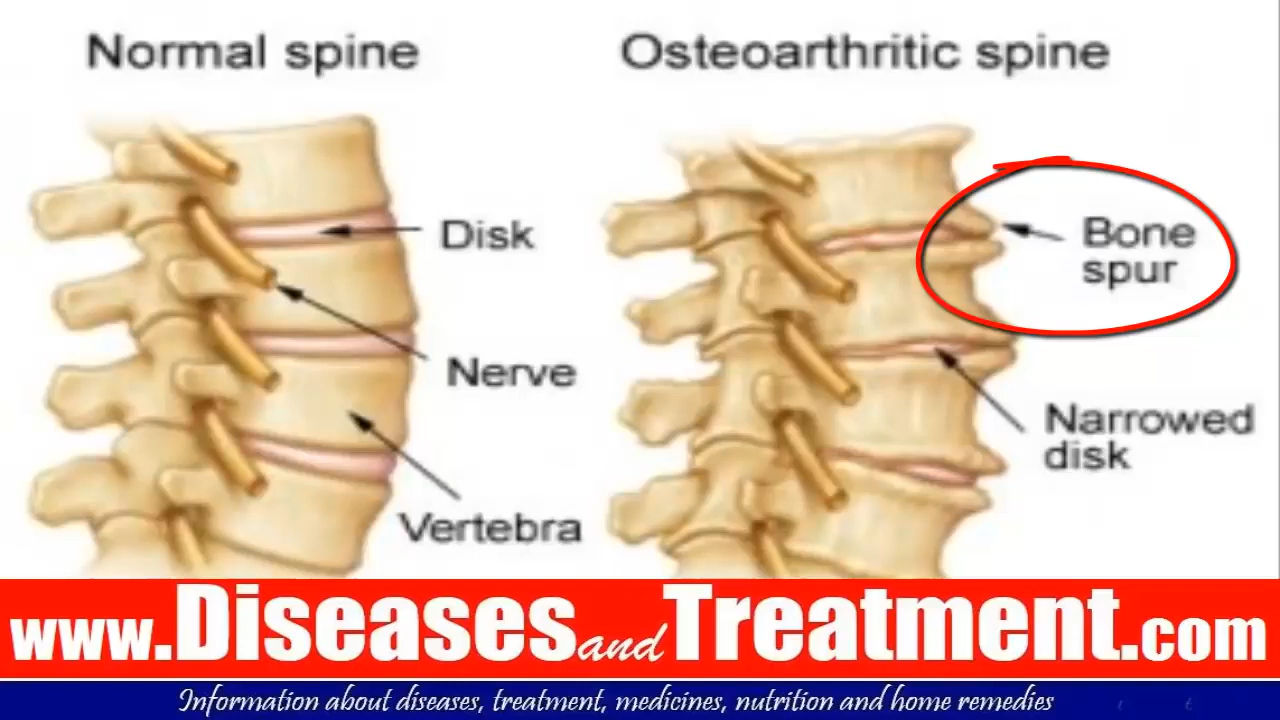 Normal spine
Osteoarthritic spine
Disk
Nerve
Vertebra
Bone
spur
Narrowed
disk
www.DiseasesandTreatment.com
Information about diseases, treatment, medicines, nutrition and home remedies